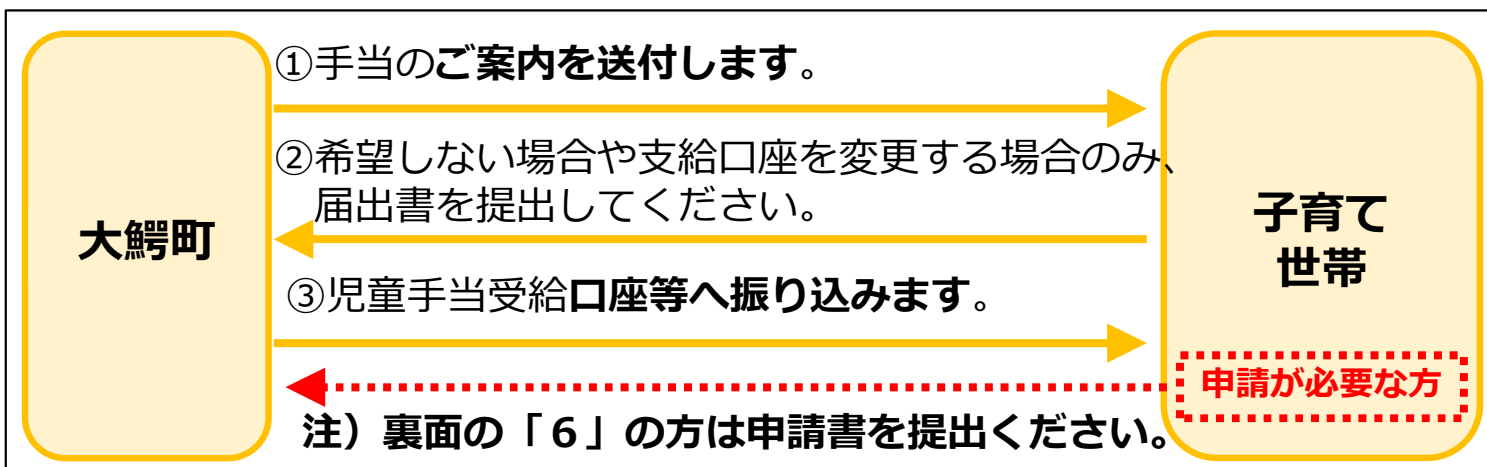 大鰐町
①手当のご案内を送付します。
②希望しない場合や支給口座を変更する場合のみ、
届出書を提出してください。
③児童手当受給口座等へ振り込みます。
子育て
世帯
申請が必要な方
注）裏面の「６」の方は申請書を提出ください。